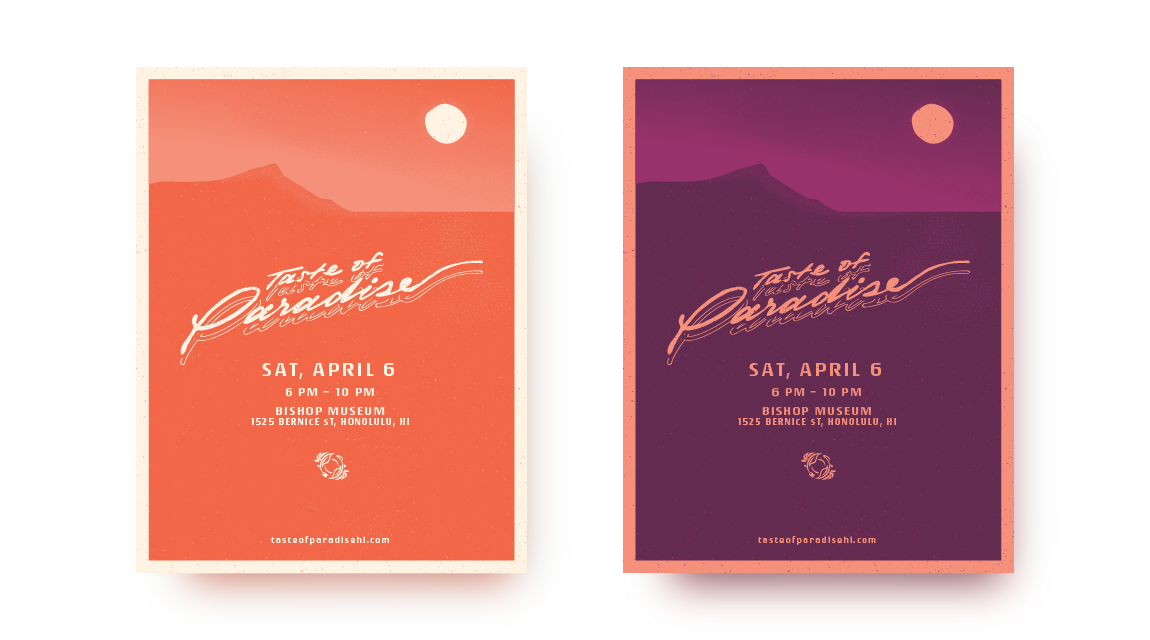 Taste of
Paradise
SAT, APRIL 6
6 PM – 10 PM
BISHOP MUSEUM
1525 BERNICE ST, HONOLULU, HI
tasteofparadisehi.com
Taste of
Paradise
SAT, APRIL 6
6 PM – 10 PM
BISHOP MUSEUM
1525 BERNICE ST, HONOLULU, HI
tasteofparadisehi.com